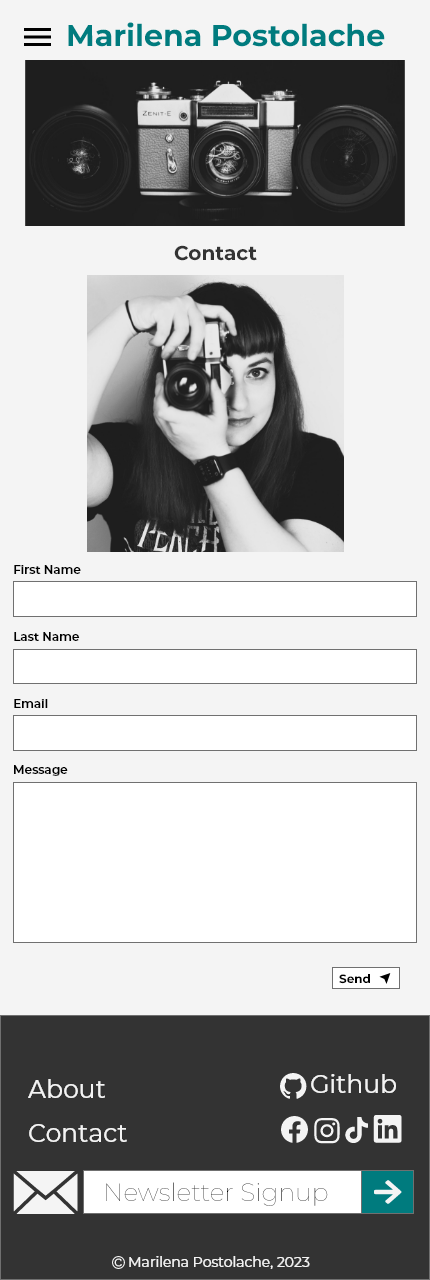 Marilena Postolache
ZENIT-E
Contact
First Name
Last Name
Email
Message
Send
About
Github
Contact
Newsletter Signup
© Marilena Postolache, 2023